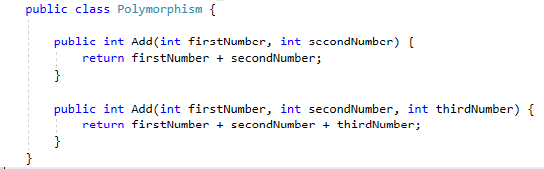 public class Polymorphism {
public int Add(int firstNumber, int secondNumber) {
return firstNumber + secondNumber;
}
public int Add(int firstNumber, int secondNumber, int thirdNumber) {
return firstNumber + secondNumber + thirdNumber;
}
}